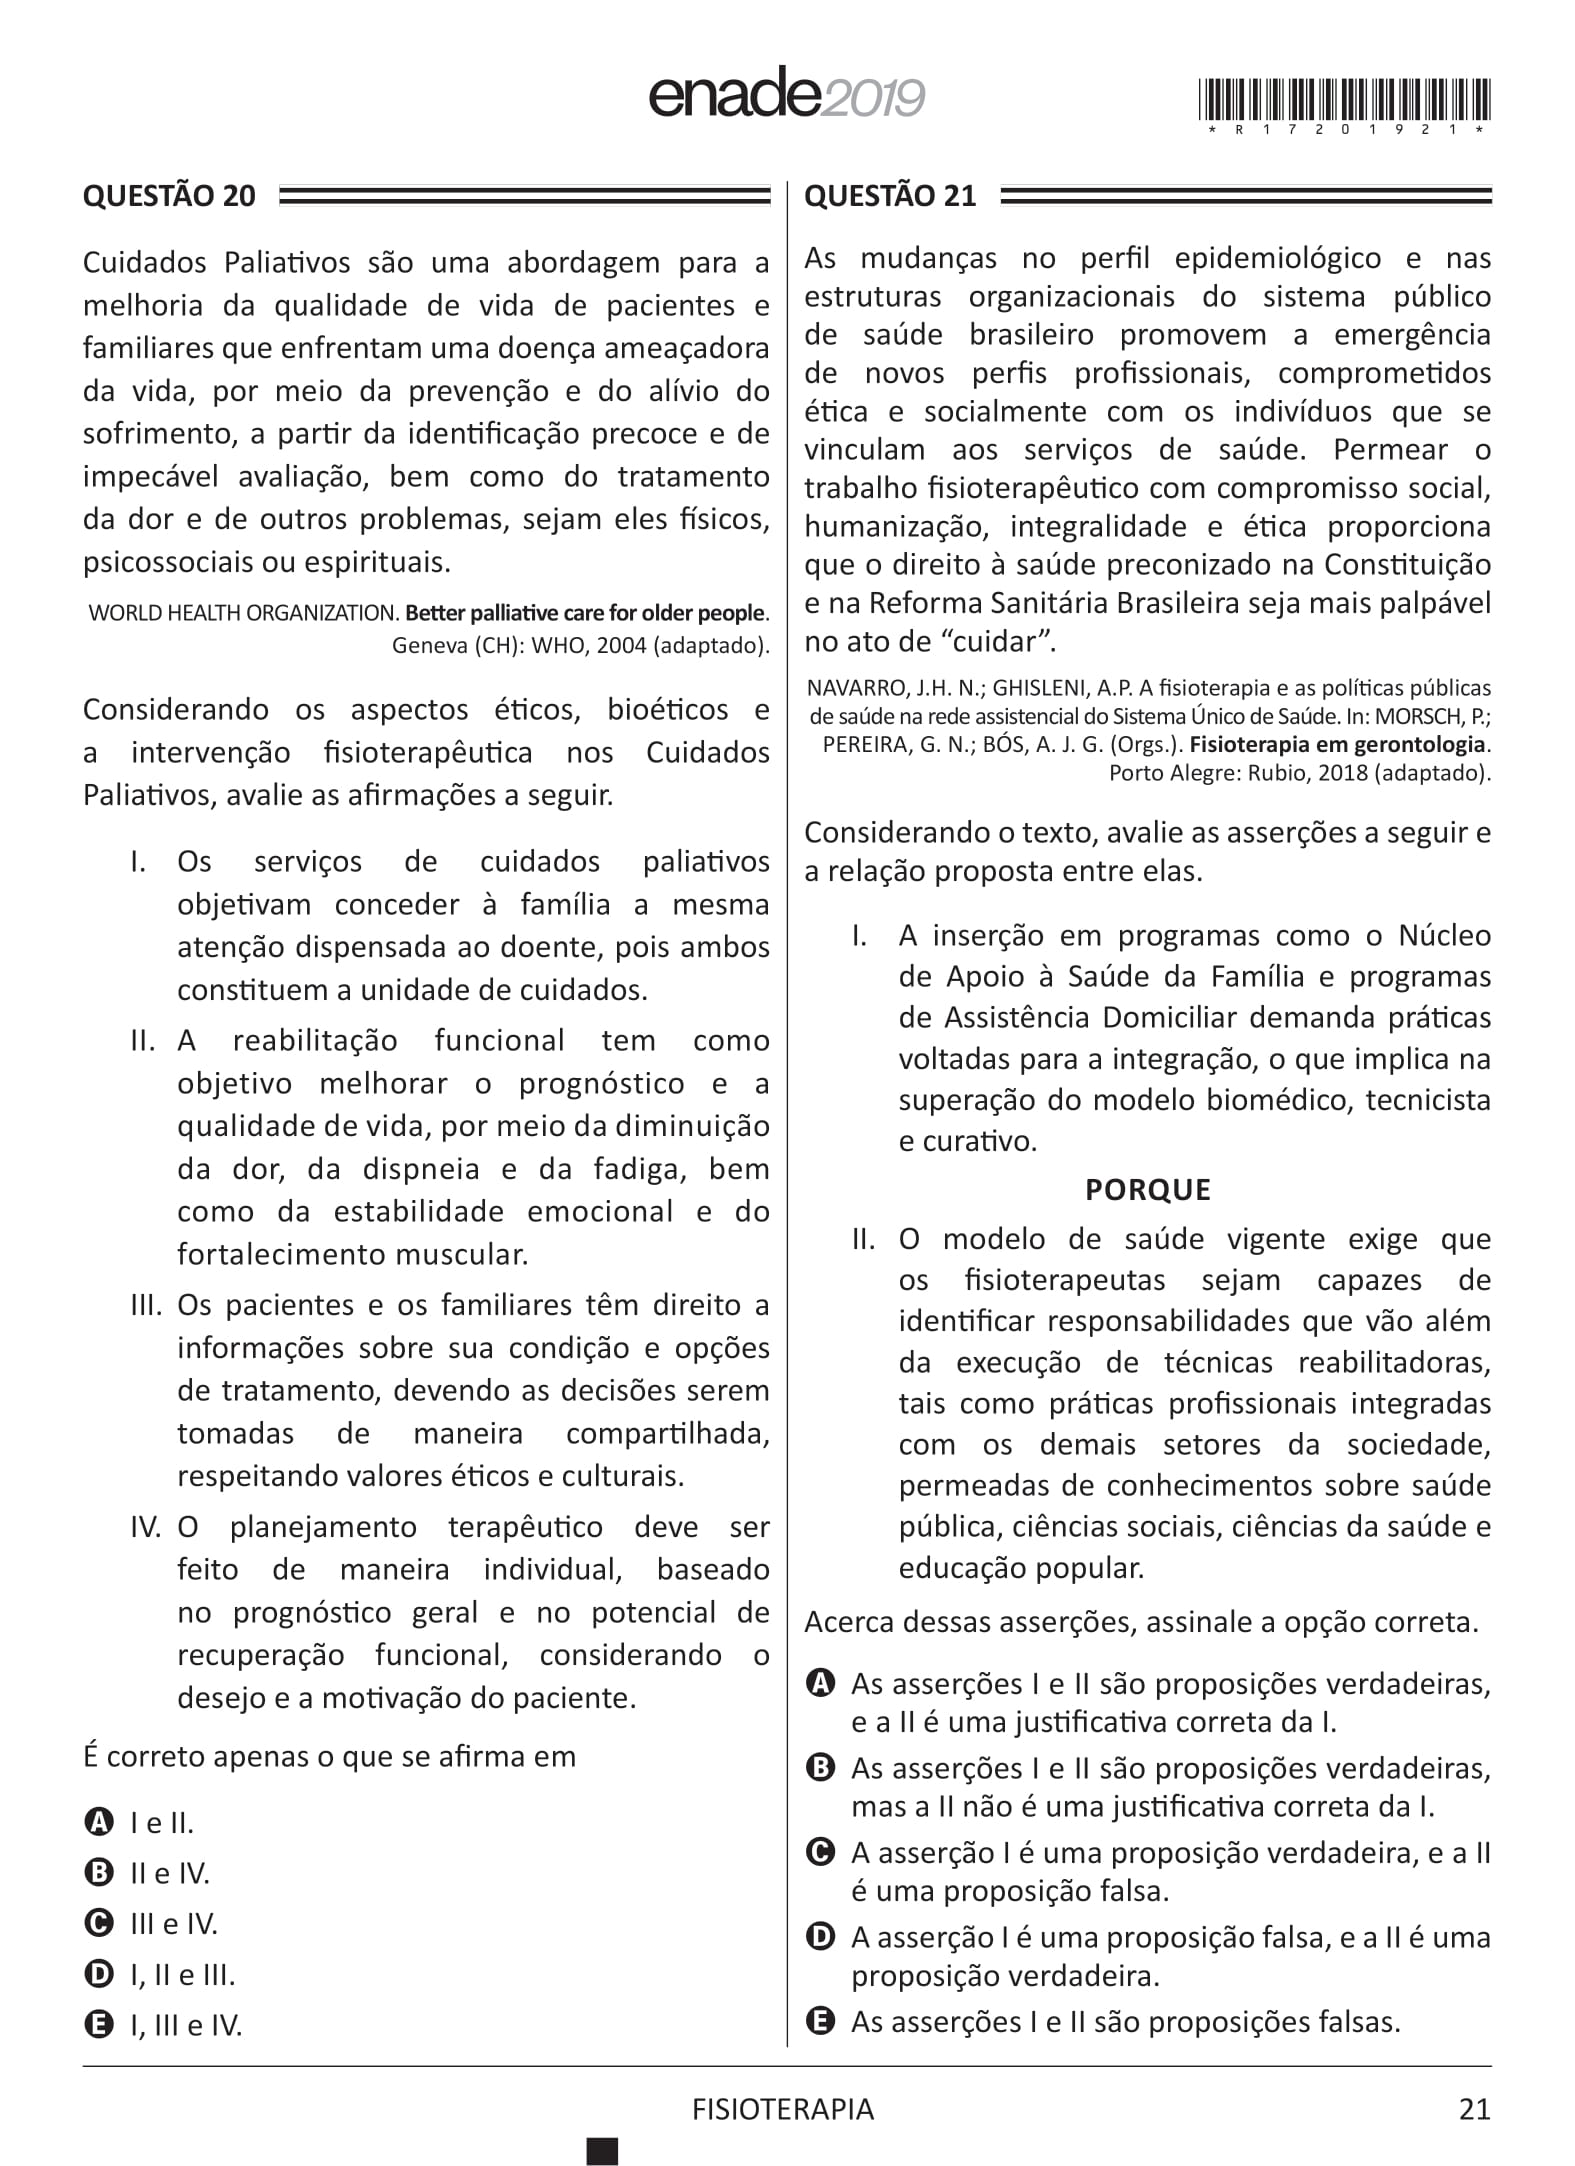 enade2019
* R 1 7 2 0 1 9 2 1 *
QUESTÃO 20
Cuidados Paliativos são uma abordagem para a
melhoria da qualidade de vida de pacientes e
familiares que enfrentam uma doença ameaçadora
da vida, por meio da prevenção e do alívio do
sofrimento, a partir da identificação precoce e de
impecável avaliação, bem como do tratamento
da dor e de outros problemas, sejam eles físicos,
psicossociais ou espirituais.
WORLD HEALTH ORGANIZATION. Better palliative care for older people.
Geneva (CH): WHO, 2004 (adaptado).
Considerando os aspectos éticos, bioéticos e
a intervenção fisioterapêutica nos Cuidados
Paliativos, avalie as afirmações a seguir.
I. Os serviços de cuidados paliativos
objetivam conceder à família a mesma
atenção dispensada ao doente, pois ambos
constituem a unidade de cuidados.
II. A reabilitação funcional tem como
objetivo melhorar o prognóstico e a
qualidade de vida, por meio da diminuição
da dor, da dispneia e da fadiga, bem
como da estabilidade emocional e do
fortalecimento muscular.
III. Os pacientes e os familiares têm direito a
informações sobre sua condição e opções
de tratamento, devendo as decisões serem
tomadas de maneira compartilhada,
respeitando valores éticos e culturais.
IV. O planejamento terapêutico deve ser
feito de maneira individual, baseado
no prognóstico geral e no potencial de
recuperação funcional, considerando o
desejo e a motivação do paciente.
É correto apenas o que se afirma em
A I e II.
B II e IV.
C III e IV.
D I, II e III.
E I, III e IV.
QUESTÃO 21
As mudanças no perfil epidemiológico e nas
estruturas organizacionais do sistema público
de saúde brasileiro promovem a emergência
de novos perfis profissionais, comprometidos
ética e socialmente com os indivíduos que se
vinculam aos serviços de saúde. Permear o
trabalho fisioterapêutico com compromisso social,
humanização, integralidade e ética proporciona
que o direito à saúde preconizado na Constituição
e na Reforma Sanitária Brasileira seja mais palpável
no ato de “cuidar”.
NAVARRO, J.H. N.; GHISLENI, A.P. A fisioterapia e as políticas públicas
de saúde na rede assistencial do Sistema Único de Saúde. In: MORSCH, P.;
PEREIRA, G. N.; BÓS, A. J. G. (Orgs.). Fisioterapia em gerontologia.
Porto Alegre: Rubio, 2018 (adaptado).
Considerando o texto, avalie as asserções a seguir e
a relação proposta entre elas.
I. A inserção em programas como o Núcleo
de Apoio à Saúde da Família e programas
de Assistência Domiciliar demanda práticas
voltadas para a integração, o que implica na
superação do modelo biomédico, tecnicista
e curativo.
PORQUE
II. O modelo de saúde vigente exige que
os fisioterapeutas sejam capazes de
identificar responsabilidades que vão além
da execução de técnicas reabilitadoras,
tais como práticas profissionais integradas
com os demais setores da sociedade,
permeadas de conhecimentos sobre saúde
pública, ciências sociais, ciências da saúde e
educação popular.
Acerca dessas asserções, assinale a opção correta.
A As asserções I e II são proposições verdadeiras,
e a II é uma justificativa correta da I.
B As asserções I e II são proposições verdadeiras,
mas a II não é uma justificativa correta da I.
C A asserção I é uma proposição verdadeira, e a II
é uma proposição falsa.
D A asserção I é uma proposição falsa, e a II é uma
proposição verdadeira.
E As asserções I e II são proposições falsas.
FISIOTERAPIA
21